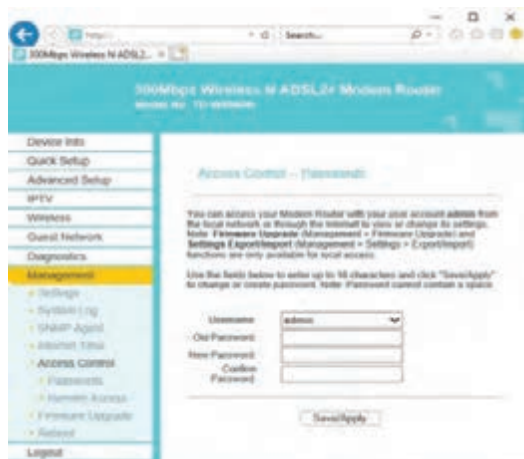 http://
Search...
300Mbps Wireless N ADSL2...
300Mbps Wireless N ADSL2+ Modem Router
Device Info
Quick Setup
Advanced Setup
IPTV
Wireless
Guest Network
Diagnostics
Management
Settings
System Log
SNMP Agent
Internet Time
Access Control
Passwords
Remote Access
Firmware Upgrade
Reboot
Logout
Access Control -- Passwords
You can access your Modem Router with your user account admin from
the local network or through the Internet to view or change its settings.
Note: Firmware Upgrade (Management > Firmware Upgrade) and
Settings Export/Import (Management > Settings > Export/Import)
functions are only available for local access.
Use the fields below to enter up to 16 characters and click "Save/Apply"
to change or create password. Note: Password cannot contain a space.
Username: admin
Old Password:
New Password:
Confirm
Password:
Save/Apply